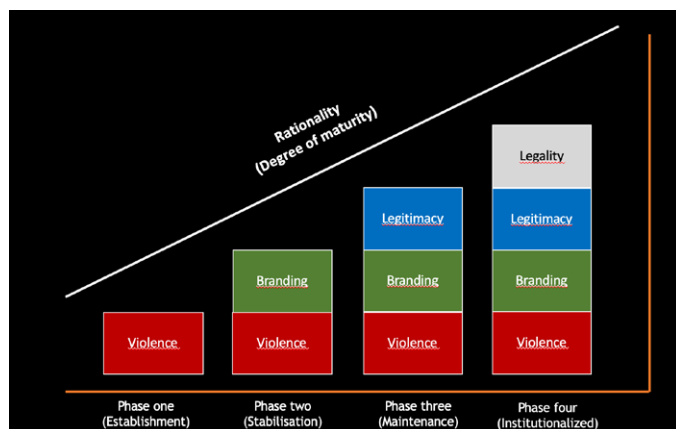 Rationality
(Degree of maturity)
Legality
Legitimacy
Legitimacy
Branding
Branding
Branding
Violence
Violence
Violence
Violence
Phase one
(Establishment)
Phase two
(Stabilisation)
Phase three
(Maintenance)
Phase four
(Institutionalized)